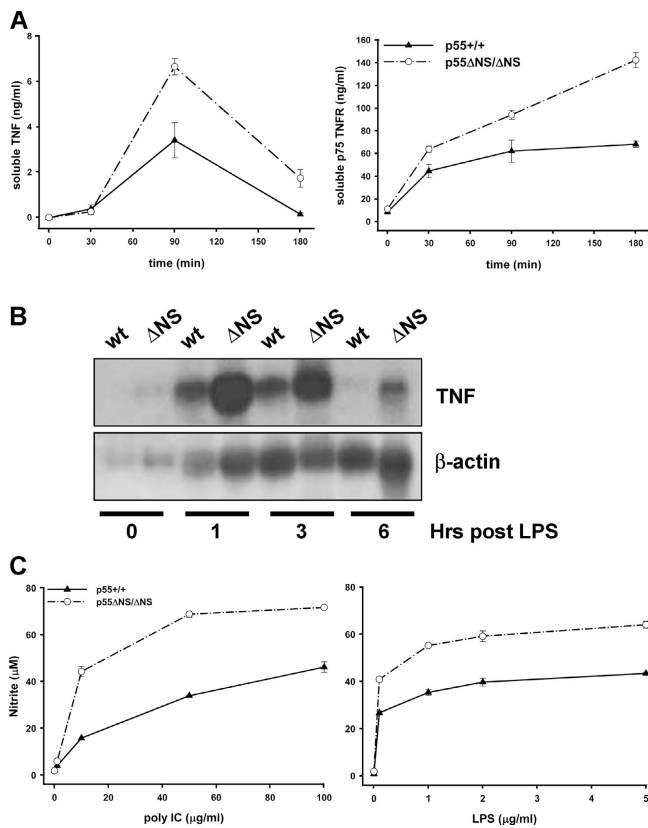 A
soluble TNF (ng/ml)
8
6
4
2
0
0 30 60 90 120 150 180
time (min)
p55+/+
p55ΔNS/ΔNS
soluble p75 TNFR (ng/ml)
160
140
120
100
80
60
40
20
0
0 30 60 90 120 150 180
time (min)
B
wt ΔNS wt ΔNS wt ΔNS wt ΔNS
TNF
β-actin
0 1 3 6 Hrs post LPS
C
p55+/+
p55ΔNS/ΔNS
Nitrite (μM)
80
60
40
20
0
0 20 40 60 80 100
poly IC (μg/ml)
80
60
40
20
0
0 1 2 3 4 5
LPS (μg/ml)